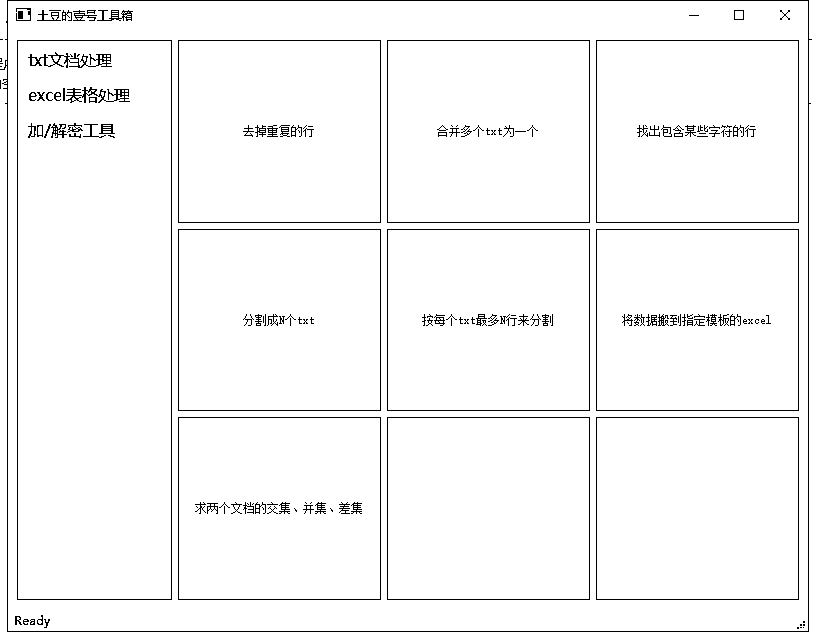 土豆的壹号工具箱
txt文档处理
excel表格处理
加/解密工具
去掉重复的行
合并多个txt为一个
找出包含某些字符的行
分割成N个txt
按每个txt最多N行来分割
将数据搬到指定模板的excel
求两个文档的交集、并集、差集
Ready